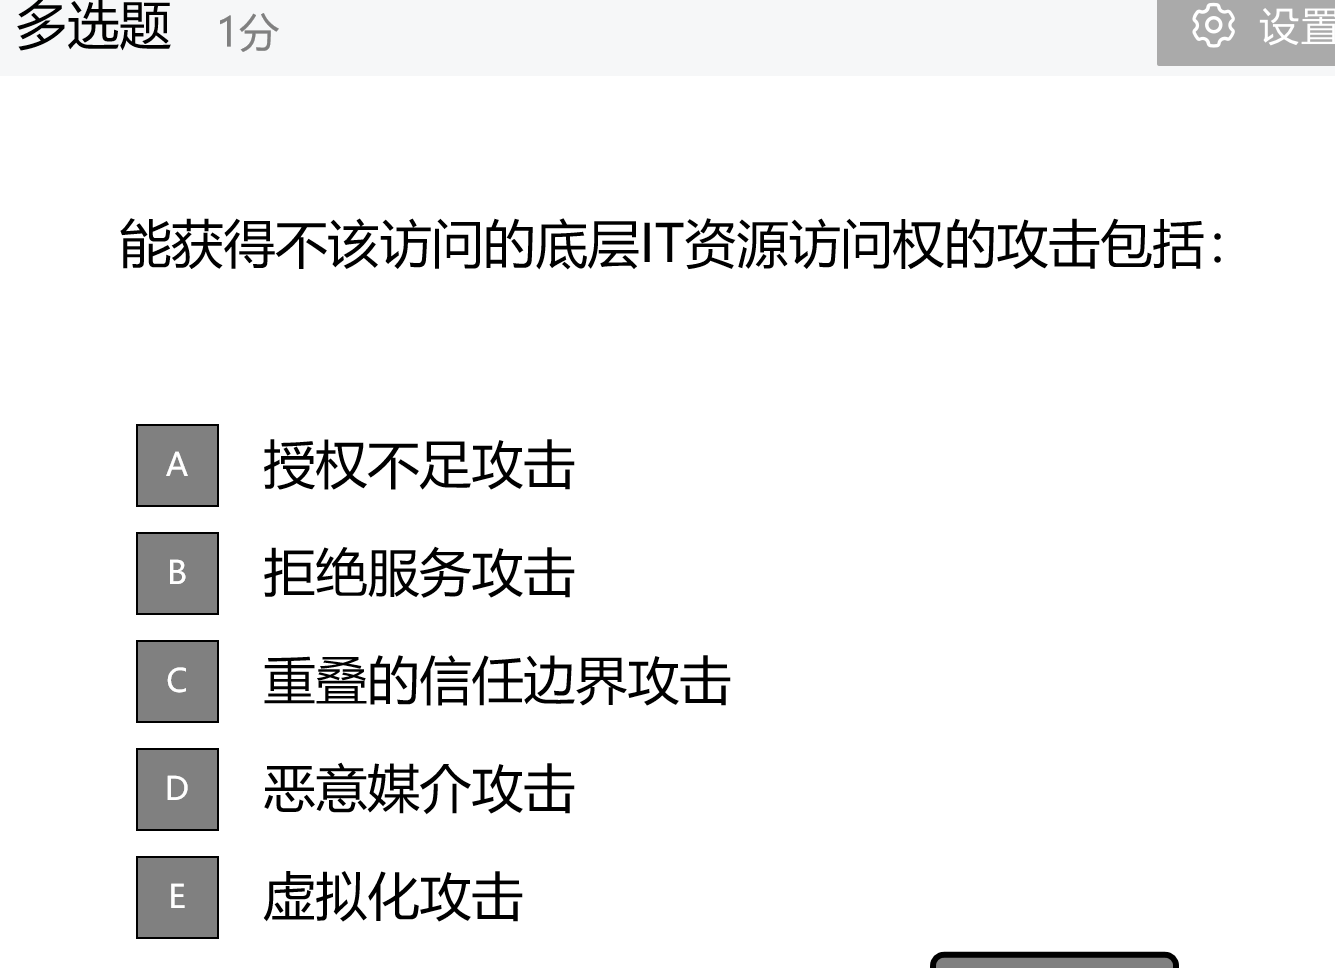 多选题 1分 设置
能获得不该访问的底层IT资源访问权的攻击包括：
A 授权不足攻击
B 拒绝服务攻击
C 重叠的信任边界攻击
D 恶意媒介攻击
E 虚拟化攻击